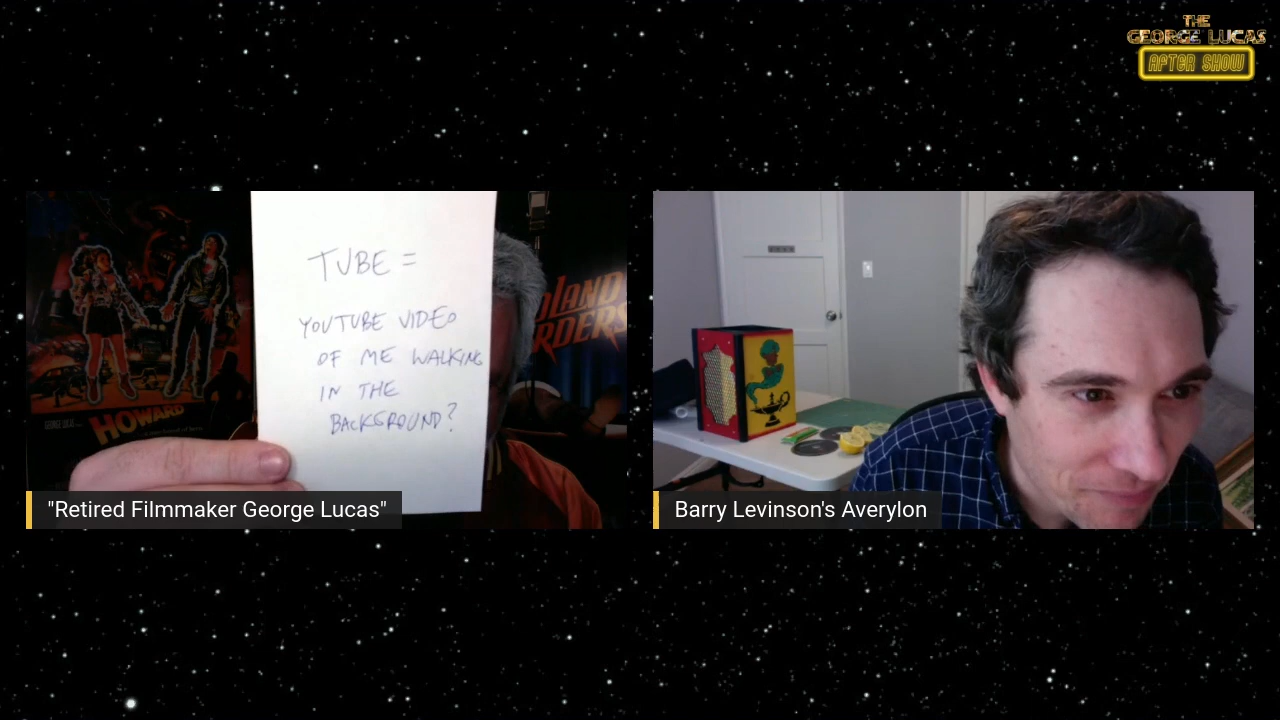 THE
GEORGE LUCAS
AFTER SHOW
TUBE =
YOUTUBE VIDEO
OF ME WALKING
IN THE
BACKGROUND?
HOWARD
"Retired Filmmaker George Lucas"
Barry Levinson's Averylon